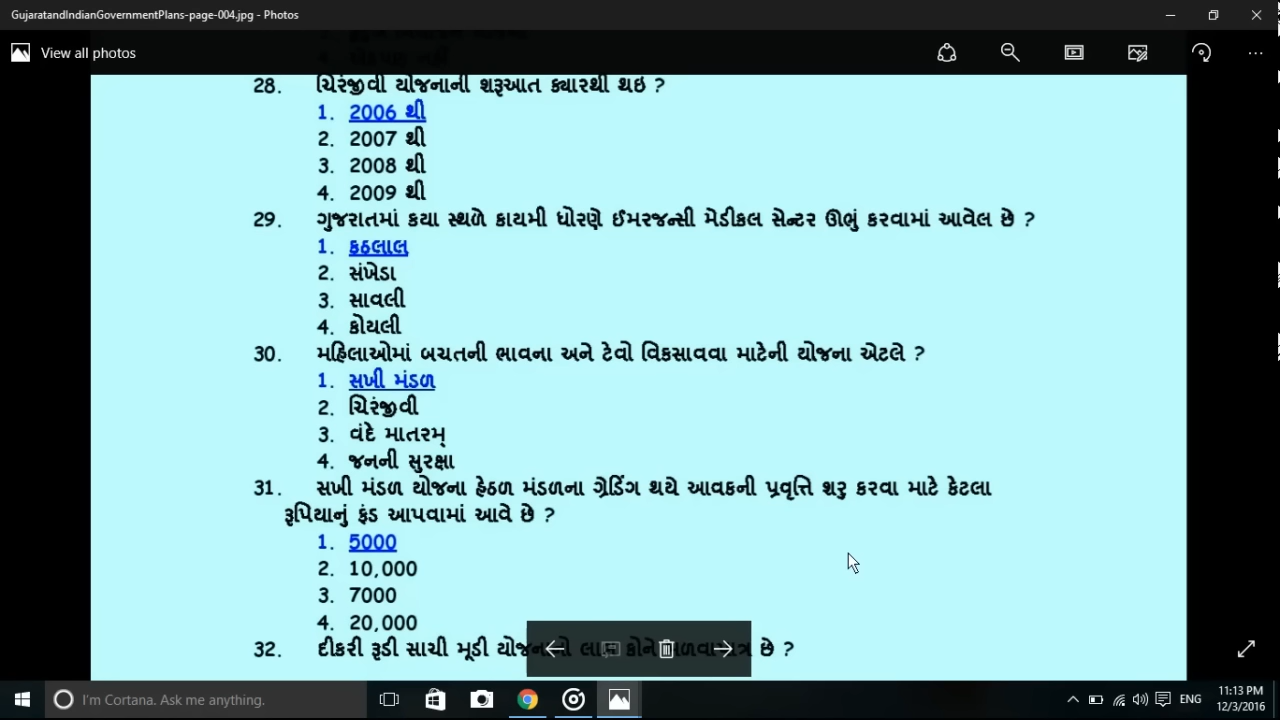 GujaratandIndianGovernmentPlans-page-004.jpg - Photos
View all photos
28. ચિરંજીવી યોજનાની શરૂઆત ક્યારથી થઇ ?
1. 2006 થી
2. 2007 થી
3. 2008 થી
4. 2009 થી
29. ગુજરાતમાં કયા સ્થળે કાયમી ધોરણે ઈમરજન્સી મેડીકલ સેન્ટર ઊભું કરવામાં આવેલ છે ?
1. કઠલાલ
2. સંખેડા
3. સાવલી
4. કોયલી
30. મહિલાઓમાં બચતની ભાવના અને ટેવો વિકસાવવા માટેની યોજના એટલે ?
1. સખી મંડળ
2. ચિરંજીવી
3. વંદે માતરમ્
4. જનની સુરક્ષા
31. સખી મંડળ યોજના હેઠળ મંડળના ગ્રેડિંગ થયે આવકની પ્રવૃત્તિ શરુ કરવા માટે કેટલા
રૂપિયાનું ફંડ આપવામાં આવે છે ?
1. 5000
2. 10,000
3. 7000
4. 20,000
32. દીકરી રૂડી સાચી મૂડી કોને છે ?
I'm Cortana. Ask me anything.
ENG
11:13 PM
12/3/2016